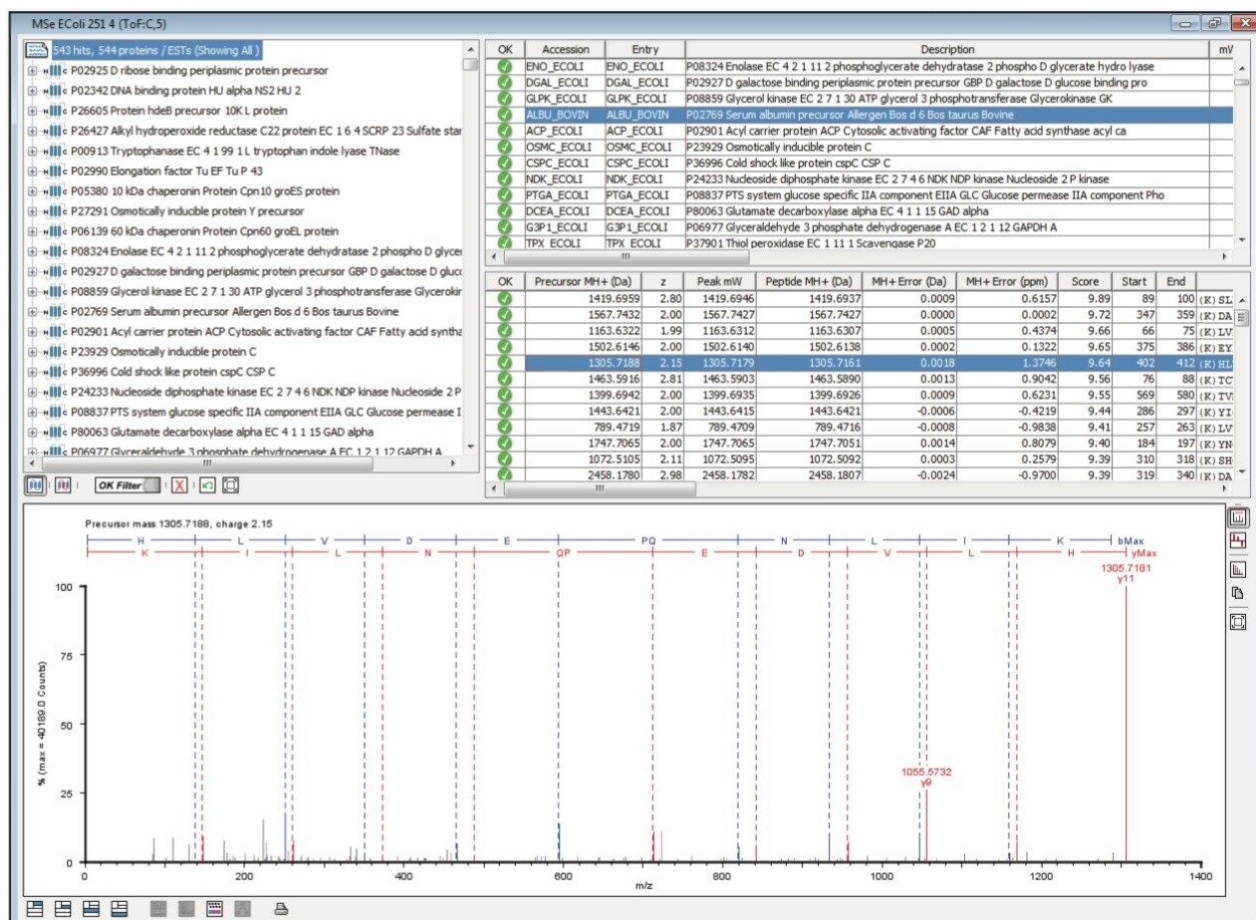 MSe EColi 251 4 (ToF:C,5)
543 hits, 544 proteins / ESTs (Showing All )
P02925 D ribose binding periplasmic protein precursor
P02342 DNA binding protein HU alpha NS2 HU 2
P26605 Protein hdeB precursor 10K L protein
P26427 Alkyl hydroperoxide reductase C22 protein EC 1 6 4 SCRP 23 Sulfate star
P00913 Tryptophanase EC 4 1 99 1 L tryptophan indole lyase TNase
P02990 Elongation factor Tu EF Tu P 43
P05380 10 kDa chaperonin Protein Cpn10 groES protein
P27291 Osmotically inducible protein Y precursor
P06139 60 kDa chaperonin Protein Cpn60 groEL protein
P08324 Enolase EC 4 2 1 11 2 phosphoglycerate dehydratase 2 phospho D glycer
P02927 D galactose binding periplasmic protein precursor GBP D galactose D gluc
P08859 Glycerol kinase EC 2 7 1 30 ATP glycerol 3 phosphotransferase Glycerokir
P02769 Serum albumin precursor Allergen Bos d 6 Bos taurus Bovine
P02901 Acyl carrier protein ACP Cytosolic activating factor CAF Fatty acid syntha
P23929 Osmotically inducible protein C
P36996 Cold shock like protein cspC CSP C
P24233 Nucleoside diphosphate kinase EC 2 7 4 6 NDK NDP kinase Nucleoside 2 P
P08837 PTS system glucose specific IIA component EIIA GLC Glucose permease I
P80063 Glutamate decarboxylase alpha EC 4 1 1 15 GAD alpha
P06977 Glyceraldehyde 3 phosphate dehydrogenase A EC 1 2 1 12 GAPDH A
OK Filter
OK Accession Entry Description mW
ENO_ECOLI ENO_ECOLI P08324 Enolase EC 4 2 1 11 2 phosphoglycerate dehydratase 2 phospho D glycerate hydro lyase
DGAL_ECOLI DGAL_ECOLI P02927 D galactose binding periplasmic protein precursor GBP D galactose D glucose binding pro
GLPK_ECOLI GLPK_ECOLI P08859 Glycerol kinase EC 2 7 1 30 ATP glycerol 3 phosphotransferase Glycerokinase GK
ALBU_BOVIN ALBU_BOVIN P02769 Serum albumin precursor Allergen Bos d 6 Bos taurus Bovine
ACP_ECOLI ACP_ECOLI P02901 Acyl carrier protein ACP Cytosolic activating factor CAF Fatty acid synthase acyl ca
OSMC_ECOLI OSMC_ECOLI P23929 Osmotically inducible protein C
CSPC_ECOLI CSPC_ECOLI P36996 Cold shock like protein cspC CSP C
NDK_ECOLI NDK_ECOLI P24233 Nucleoside diphosphate kinase EC 2 7 4 6 NDK NDP kinase Nucleoside 2 P kinase
PTGA_ECOLI PTGA_ECOLI P08837 PTS system glucose specific IIA component EIIA GLC Glucose permease IIA component Pho
DCEA_ECOLI DCEA_ECOLI P80063 Glutamate decarboxylase alpha EC 4 1 1 15 GAD alpha
G3P1_ECOLI G3P1_ECOLI P06977 Glyceraldehyde 3 phosphate dehydrogenase A EC 1 2 1 12 GAPDH A
TPX_ECOLI TPX_ECOLI P37901 Thiol peroxidase EC 1 11 1 Scavengase P20
OK Precursor MH+ (Da) z Peak mW Peptide MH+ (Da) MH+ Error (Da) MH+ Error (ppm) Score Start End
1419.6959 2.80 1419.6946 1419.6937 0.0009 0.6157 9.89 89 100 (K) SL
1567.7432 2.00 1567.7427 1567.7427 0.0000 0.0002 9.72 347 359 (K) DA
1163.6322 1.99 1163.6312 1163.6307 0.0005 0.4374 9.66 66 75 (K) LV
1502.6146 2.00 1502.6140 1502.6138 0.0002 0.1322 9.65 375 386 (K) EY
1305.7188 2.15 1305.7179 1305.7161 0.0018 1.3746 9.64 402 412 (K) HL
1463.5916 2.81 1463.5903 1463.5890 0.0013 0.9042 9.56 76 88 (K) TC
1399.6942 2.00 1399.6935 1399.6926 0.0009 0.6231 9.55 569 580 (K) TV
1443.6421 2.00 1443.6415 1443.6421 -0.0006 -0.4219 9.44 286 297 (K) YI
789.4719 1.87 789.4709 789.4716 -0.0008 -0.9838 9.41 257 263 (K) LV
1747.7065 2.00 1747.7065 1747.7051 0.0014 0.8079 9.40 184 197 (K) YN
1072.5105 2.11 1072.5095 1072.5092 0.0003 0.2579 9.39 310 318 (K) SH
2458.1780 2.98 2458.1782 2458.1807 -0.0024 -0.9700 9.39 319 340 (K) DA
Precursor mass 1305.7188, charge 2.15
H L V D E PQ N L I K bMax
K I L N QP E D V L H yMax
1305.7181
y11
1055.5732
y9
% (max = 40189.0 Counts)
100
75
50
25
0
0 200 400 600 800 1000 1200 1400
m/z